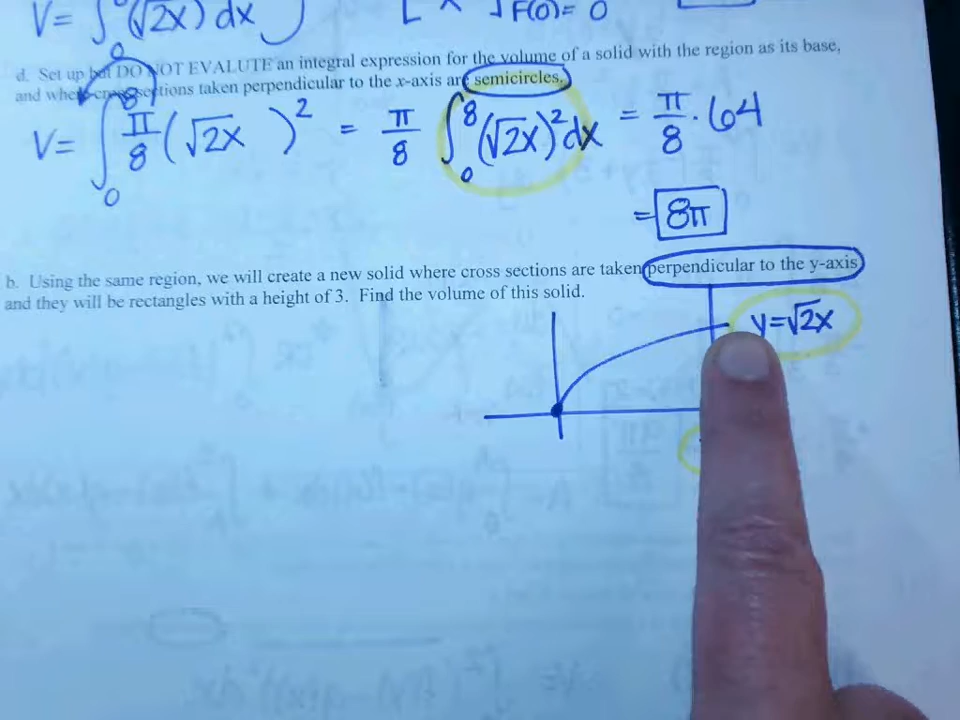 V= ∫ (√2x) dx
0
F(0)= 0
d. Set up but DO NOT EVALUTE an integral expression for the volume of a solid with the region as its base,
and where cross sections taken perpendicular to the x-axis are semicircles.
V= ∫₀⁸ π/8 (√2x )² = π/8 ∫₀⁸ (√2x)² dx = π/8 · 64
= 8π
b. Using the same region, we will create a new solid where cross sections are taken perpendicular to the y-axis
and they will be rectangles with a height of 3. Find the volume of this solid.
y=√2x